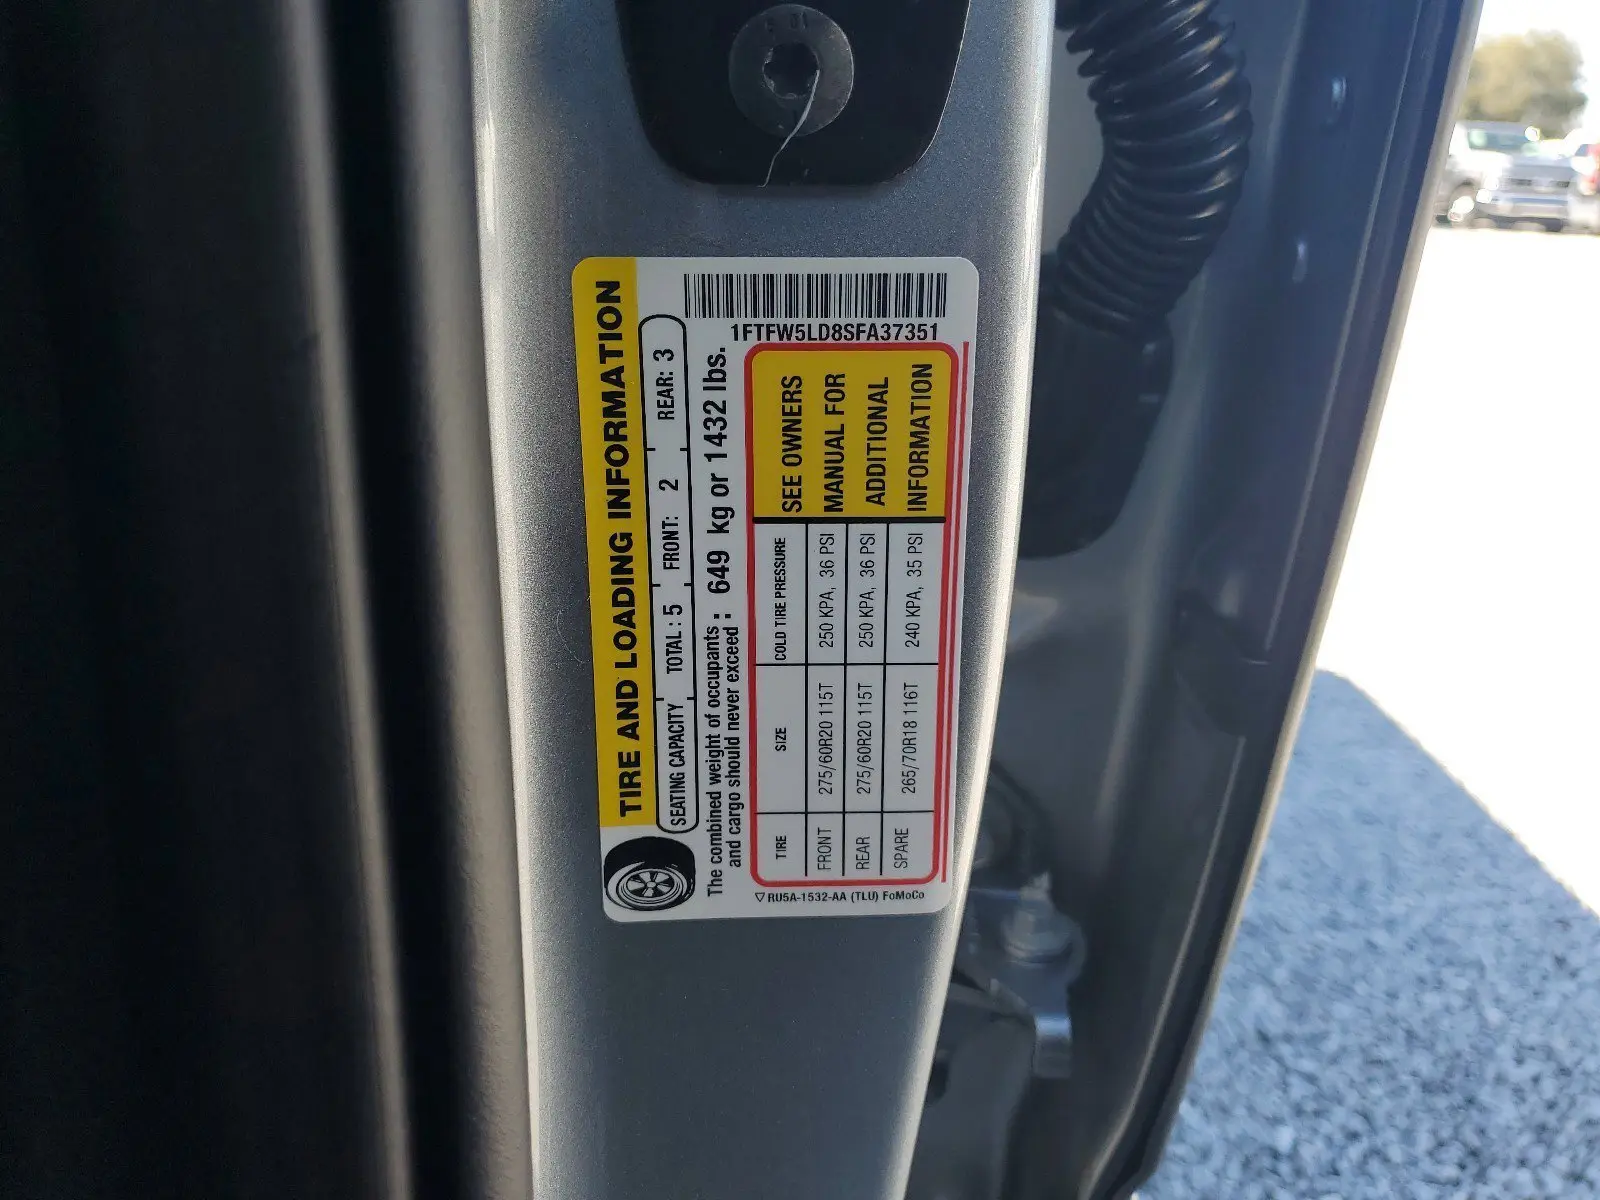 TIRE AND LOADING INFORMATION
SEATING CAPACITY TOTAL : 5 FRONT: 2 REAR: 3
The combined weight of occupants : 649 kg or 1432 lbs.
and cargo should never exceed :
1FTFW5LD8SFA37351
TIRE SIZE COLD TIRE PRESSURE
FRONT 275/60R20 115T 250 KPA, 36 PSI
REAR 275/60R20 115T 250 KPA, 36 PSI
SPARE 265/70R18 116T 240 KPA, 35 PSI
SEE OWNERS
MANUAL FOR
ADDITIONAL
INFORMATION
RU5A-1532-AA (TLU) FoMoCo